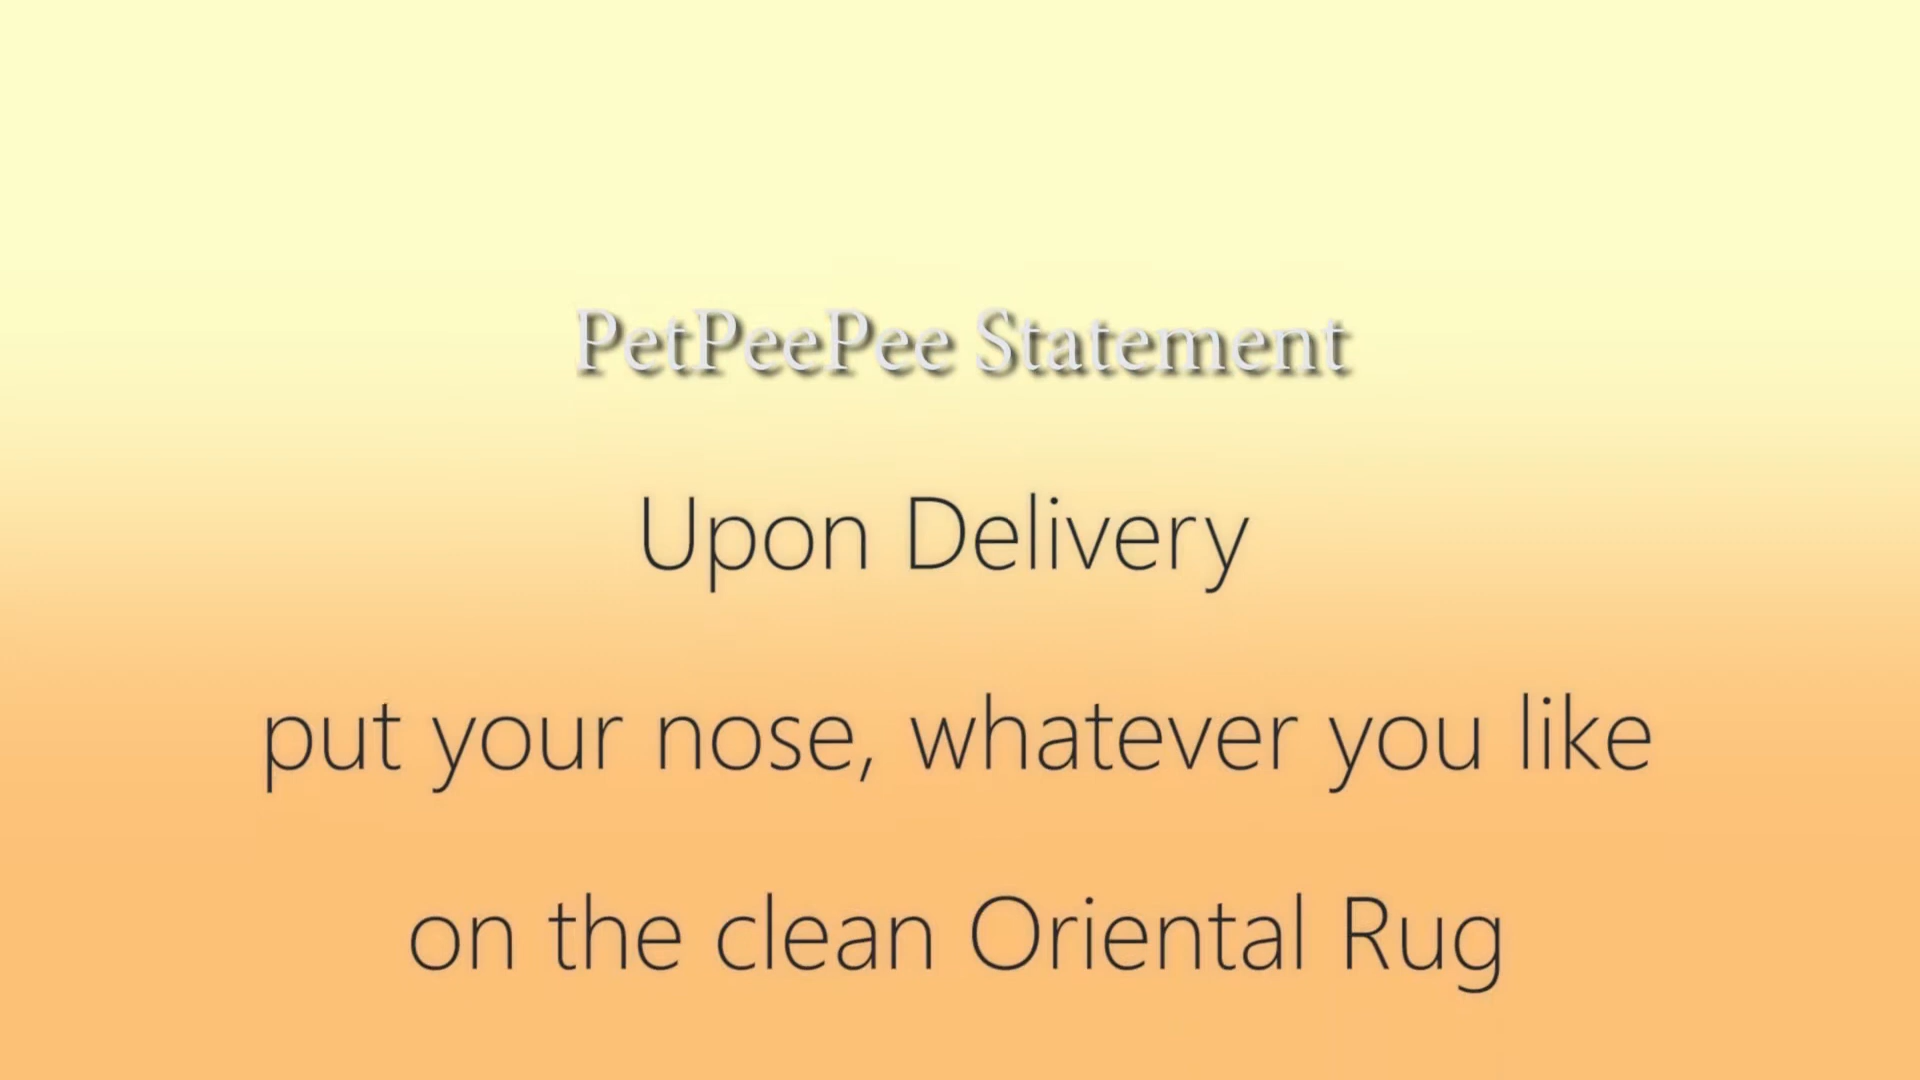 PetPeePee Statement
Upon Delivery
put your nose, whatever you like
on the clean Oriental Rug